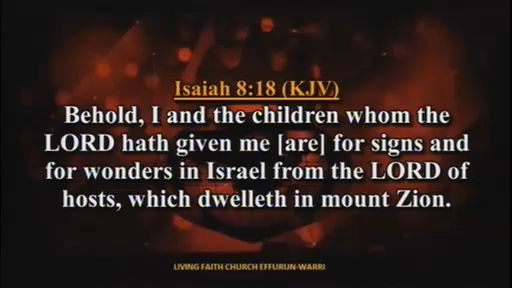 Isaiah 8:18 (KJV)
Behold, I and the children whom the
LORD hath given me [are] for signs and
for wonders in Israel from the LORD of
hosts, which dwelleth in mount Zion.
LIVING FAITH CHURCH EFFURUN-WARRI